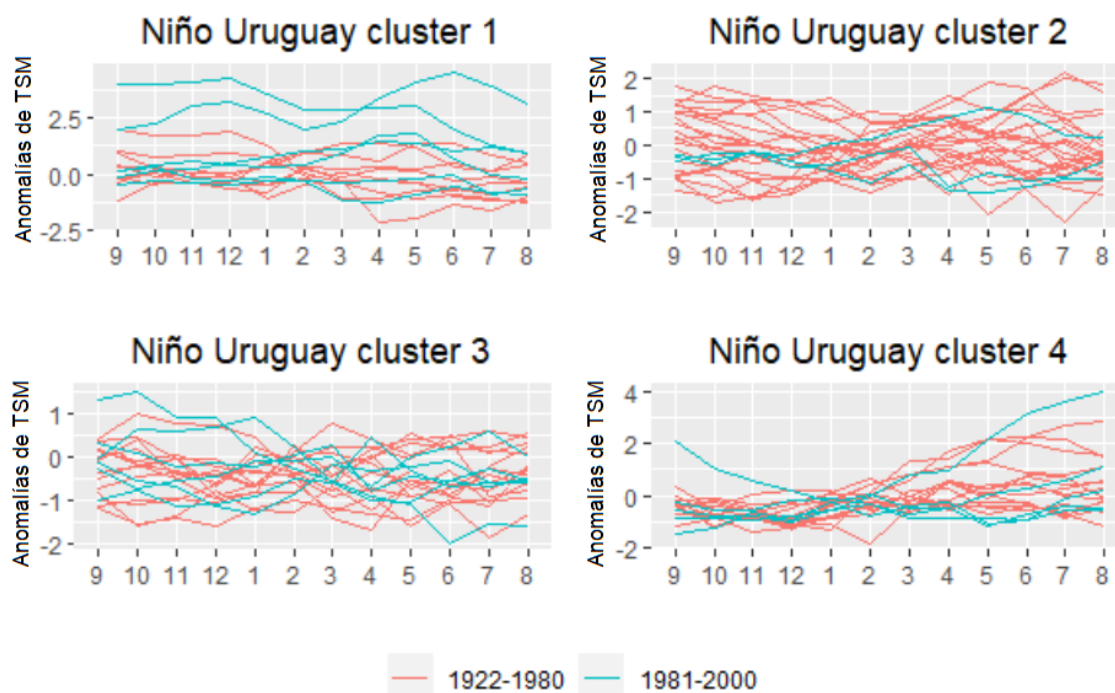 Niño Uruguay cluster 1
Anomalías de TSM
2.5
0.0
-2.5
9 10 11 12 1 2 3 4 5 6 7 8
Niño Uruguay cluster 2
Anomalías de TSM
2
1
0
-1
-2
9 10 11 12 1 2 3 4 5 6 7 8
Niño Uruguay cluster 3
Anomalías de TSM
1
0
-1
-2
9 10 11 12 1 2 3 4 5 6 7 8
Niño Uruguay cluster 4
Anomalías de TSM
4
2
0
-2
9 10 11 12 1 2 3 4 5 6 7 8
1922-1980 1981-2000